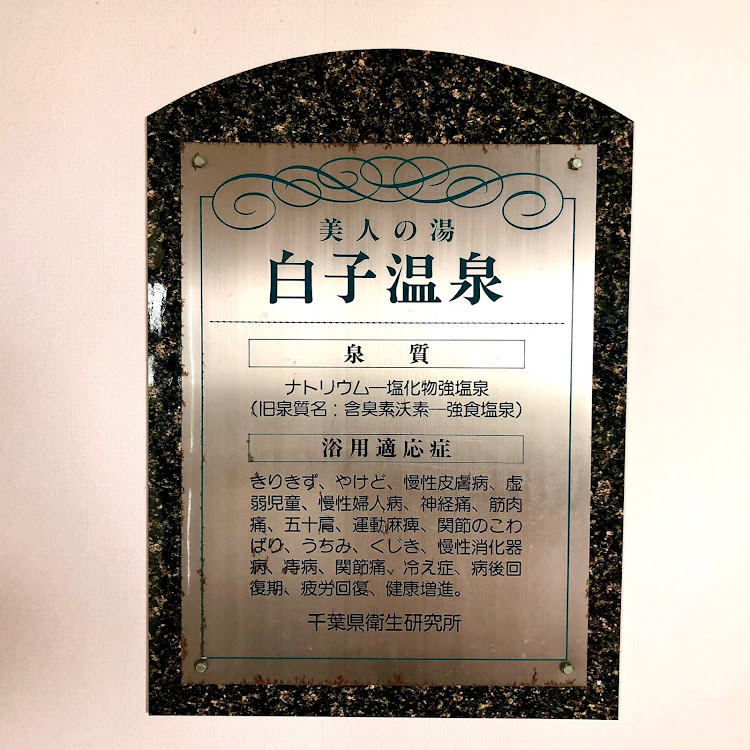 美人の湯
白子温泉
泉質
ナトリウム―塩化物強塩泉
（旧泉質名：含臭素沃素―強食塩泉）
浴用適応症
きりきず、やけど、慢性皮膚病、虚
弱児童、慢性婦人病、神経痛、筋肉
痛、五十肩、運動麻痺、関節のこわ
ばり、うちみ、くじき、慢性消化器
病、痔病、関節痛、冷え症、病後回
復期、疲労回復、健康増進。
千葉県衛生研究所